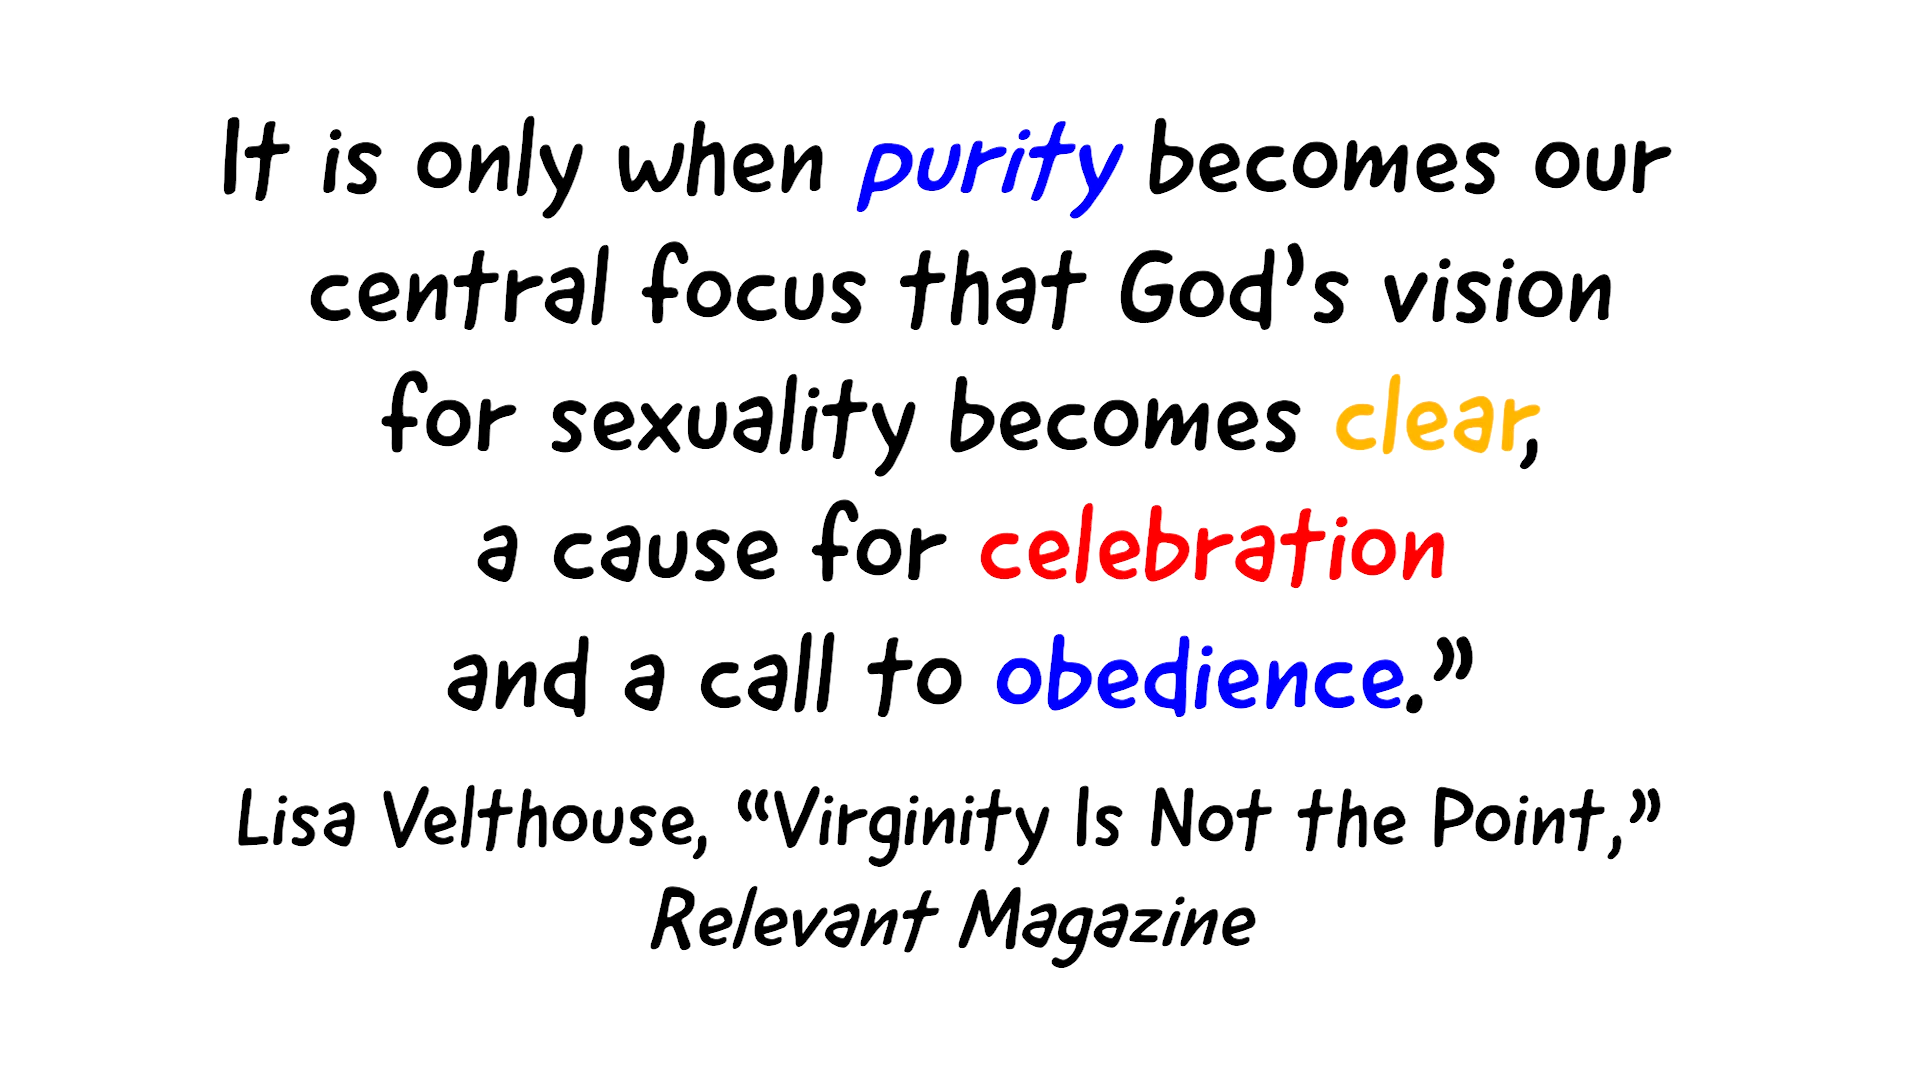 It is only when purity becomes our
central focus that God’s vision
for sexuality becomes clear,
a cause for celebration
and a call to obedience.”
Lisa Velthouse, “Virginity Is Not the Point,”
Relevant Magazine